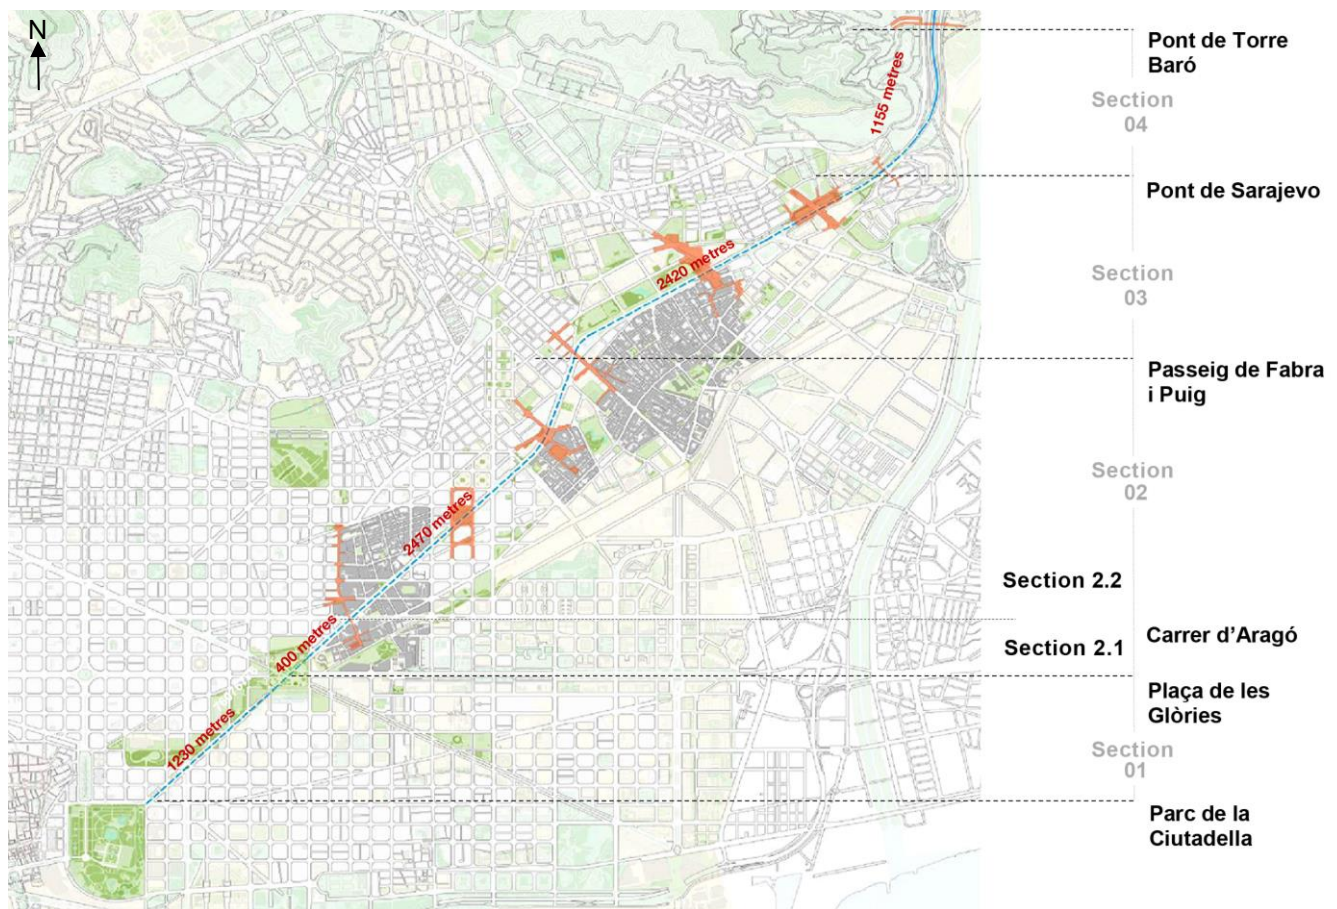 N
Pont de Torre
Baró
1155 metres
Section
04
Pont de Sarajevo
2420 metres
Section
03
Passeig de Fabra
i Puig
Section
02
2470 metres
Section 2.2
400 metres
Section 2.1
Carrer d’Aragó
Plaça de les
Glòries
1230 metres
Section
01
Parc de la
Ciutadella